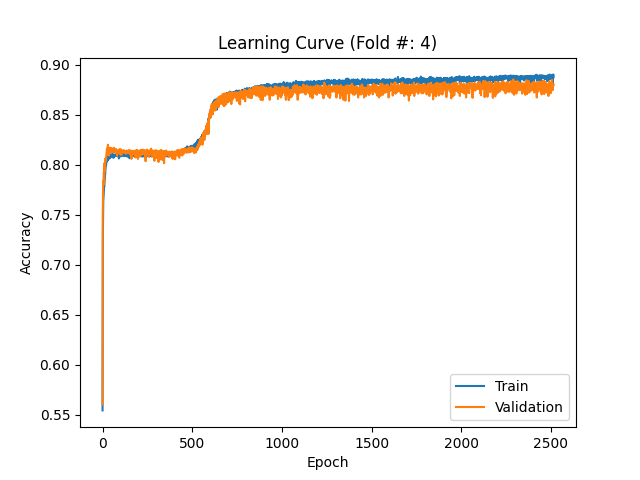 Learning Curve (Fold #: 4)
0.90
0.85
0.80
0.75
0.70
0.65
0.60
0.55
Accuracy
0 500 1000 1500 2000 2500
Epoch
Train
Validation